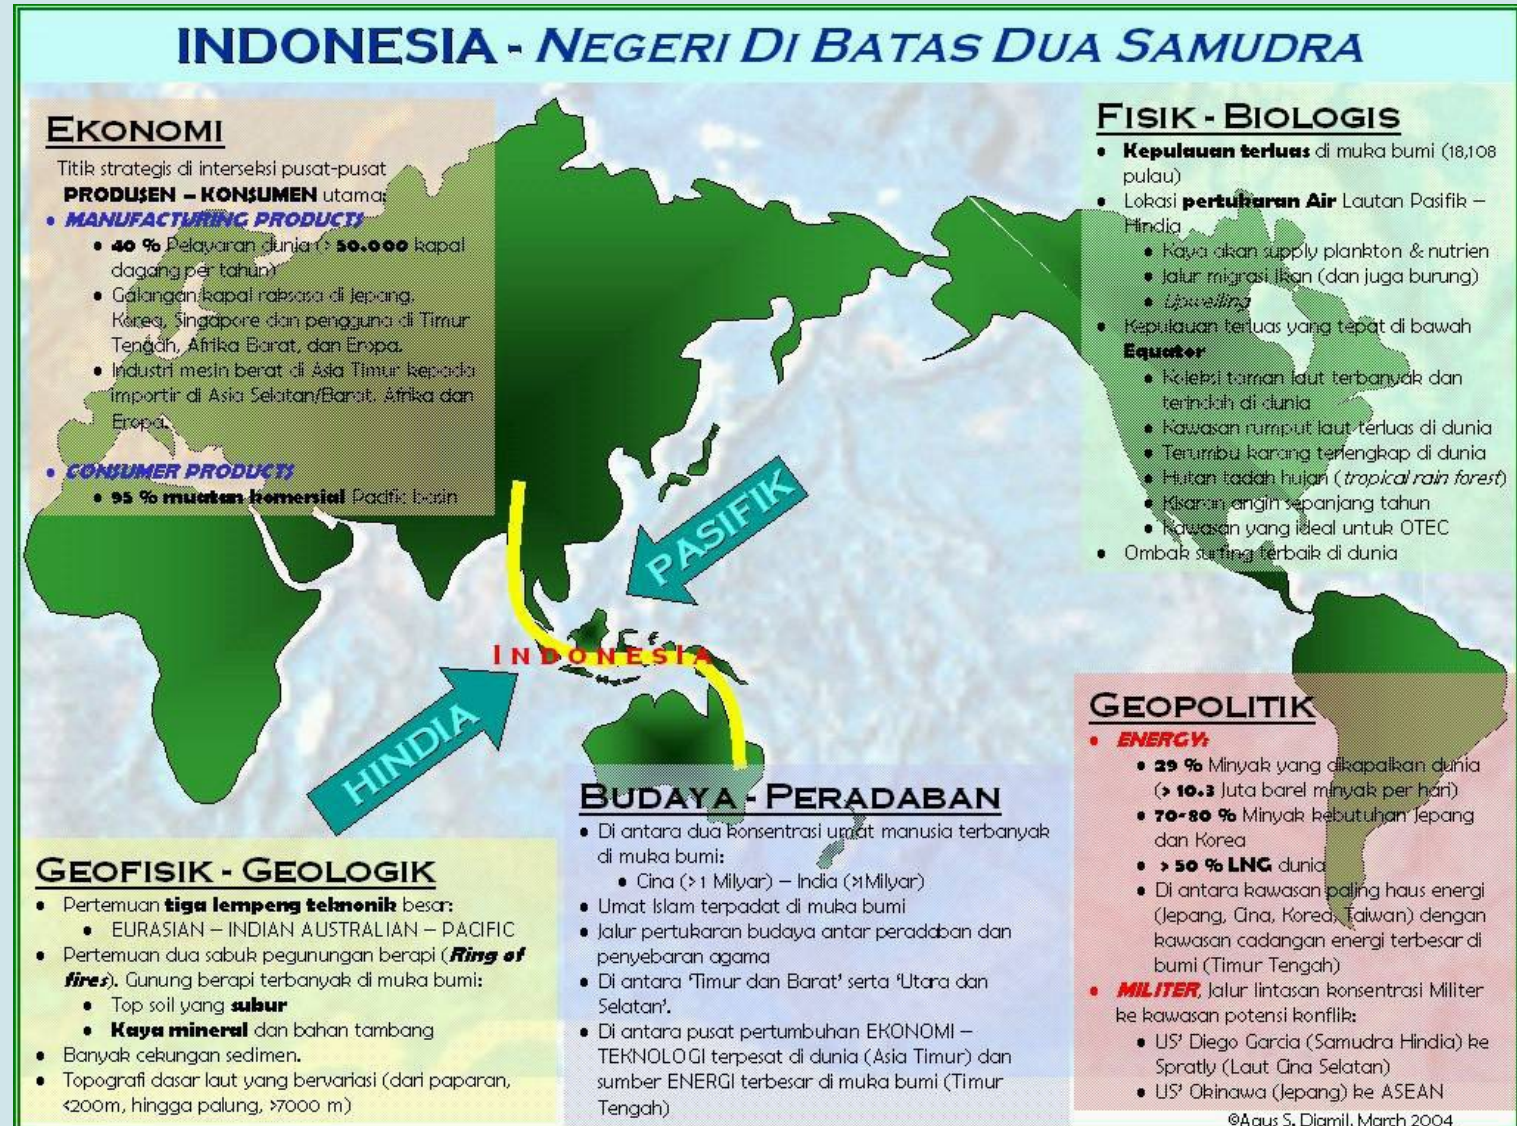 INDONESIA - NEGERI DI BATAS DUA SAMUDRA
EKONOMI
Titik strategis di interseksi pusat-pusat
PRODUSEN – KONSUMEN utama:
• MANUFACTURING PRODUCTS
• 40 % Pelayaran dunia (> 50.000 kapal
dagang per tahun)
• Galangan kapal raksasa di Jepang,
Korea, Singapore dan pengguna di Timur
Tengah, Afrika Barat, dan Eropa.
• Industri mesin berat di Asia Timur kepada
importir di Asia Selatan/Barat, Afrika dan
Eropa.
• CONSUMER PRODUCTS
• 95 % muatan komersial Pacific basin
FISIK - BIOLOGIS
• Kepulauan terluas di muka bumi (18,108
pulau)
• Lokasi pertukaran Air Lautan Pasifik –
Hindia
• Kaya akan supply plankton & nutrien
• Jalur migrasi ikan (dan juga burung)
• Upwelling
• Kepulauan terluas yang tepat di bawah
Equator
• Koleksi taman laut terbanyak dan
terindah di dunia
• Kawasan rumput laut terluas di dunia
• Terumbu karang terlengkap di dunia
• Hutan tadah hujan (tropical rain forest)
• Kisaran angin sepanjang tahun
• Kawasan yang ideal untuk OTEC
• Ombak surfing terbaik di dunia
PASIFIK
INDONESIA
HINDIA
GEOFISIK - GEOLOGIK
• Pertemuan tiga lempeng teknonik besar:
• EURASIAN – INDIAN AUSTRALIAN – PACIFIC
• Pertemuan dua sabuk pegunungan berapi (Ring of
fires). Gunung berapi terbanyak di muka bumi:
• Top soil yang subur
• Kaya mineral dan bahan tambang
• Banyak cekungan sedimen.
• Topografi dasar laut yang bervariasi (dari paparan,
<200m, hingga palung, >7000 m)
BUDAYA - PERADABAN
• Di antara dua konsentrasi umat manusia terbanyak
di muka bumi:
• Cina (>1 Milyar) – India (>1Milyar)
• Umat Islam terpadat di muka bumi
• Jalur pertukaran budaya antar peradaban dan
penyebaran agama
• Di antara 'Timur dan Barat' serta 'Utara dan
Selatan'.
• Di antara pusat pertumbuhan EKONOMI –
TEKNOLOGI terpesat di dunia (Asia Timur) dan
sumber ENERGI terbesar di muka bumi (Timur
Tengah)
GEOPOLITIK
• ENERGY:
• 29 % Minyak yang dikapalkan dunia
(> 10.3 Juta barel minyak per hari)
• 70-80 % Minyak kebutuhan Jepang
dan Korea
• > 50 % LNG dunia
• Di antara kawasan paling haus energi
(Jepang, Cina, Korea, Taiwan) dengan
kawasan cadangan energi terbesar di
bumi (Timur Tengah)
• MILITER, Jalur lintasan konsentrasi Militer
ke kawasan potensi konflik:
• US' Diego Garcia (Samudra Hindia) ke
Spratly (Laut Cina Selatan)
• US' Okinawa (Jepang) ke ASEAN
©Agus S. Djamil, March 2004